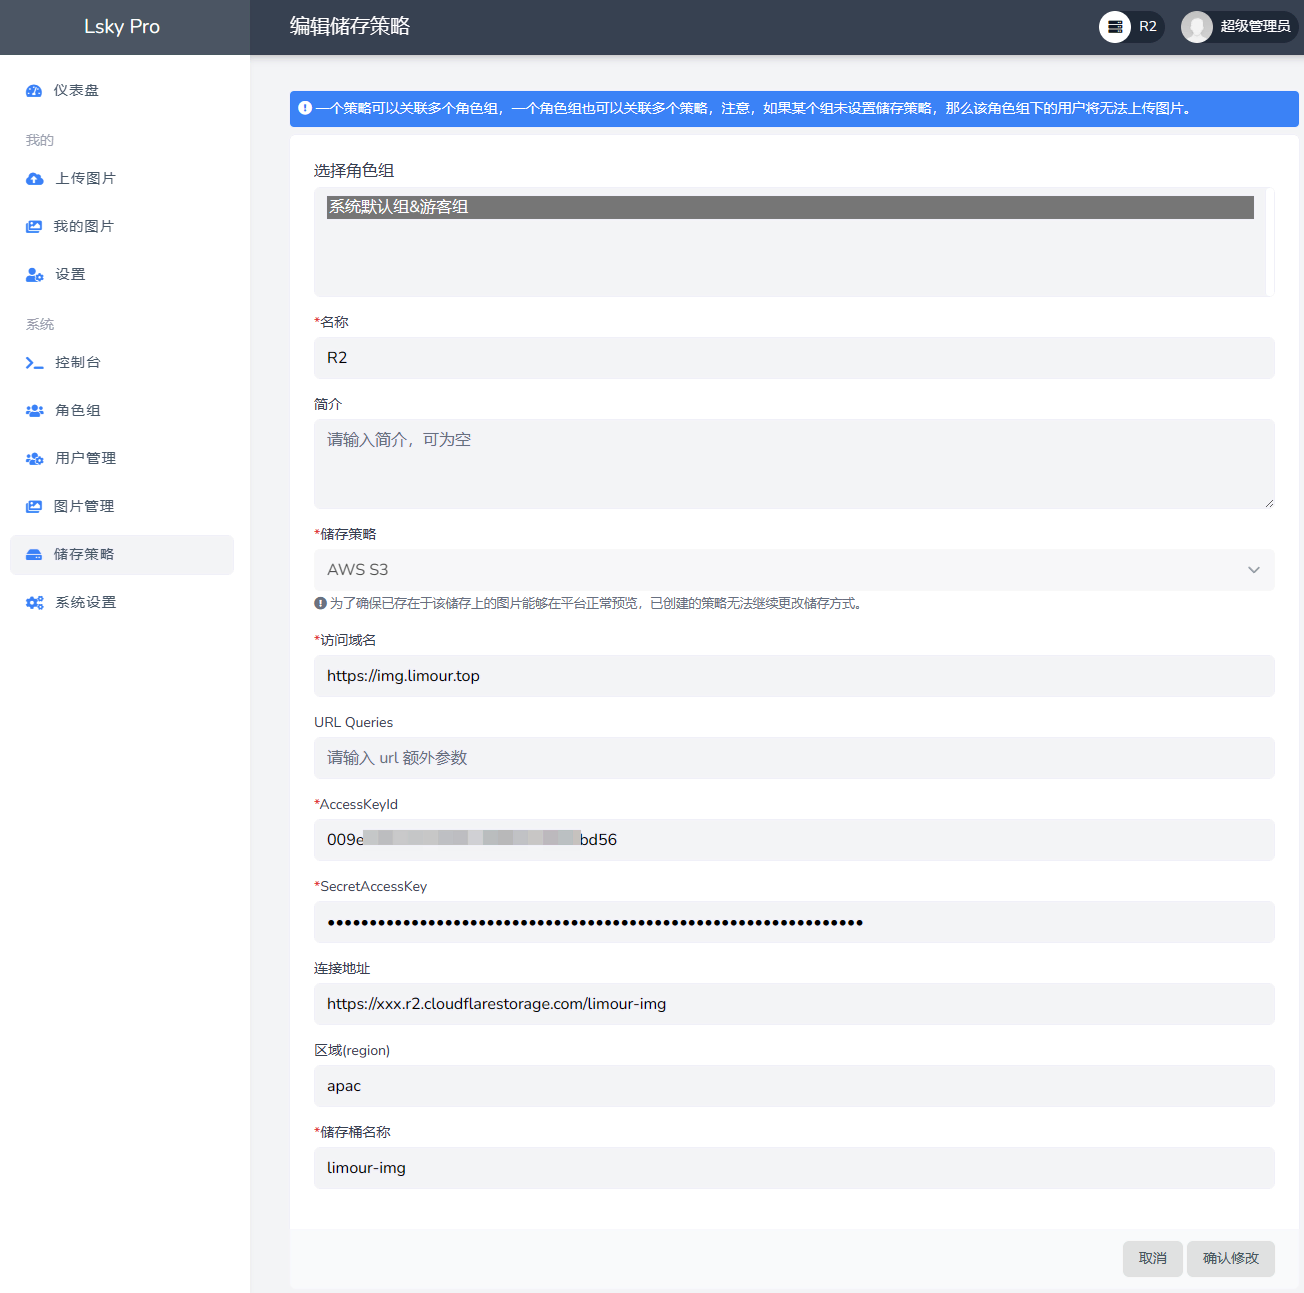 Lsky Pro
编辑储存策略
R2
超级管理员
仪表盘
我的
上传图片
我的图片
设置
系统
控制台
角色组
用户管理
图片管理
储存策略
系统设置
一个策略可以关联多个角色组，一个角色组也可以关联多个策略，注意，如果某个组未设置储存策略，那么该角色组下的用户将无法上传图片。
选择角色组
系统默认组&游客组
*名称
R2
简介
请输入简介，可为空
*储存策略
AWS S3
为了确保已存在于该储存上的图片能够在平台正常预览，已创建的策略无法继续更改储存方式。
*访问域名
https://img.limour.top
URL Queries
请输入 url 额外参数
*AccessKeyId
009e bd56
*SecretAccessKey
连接地址
https://xxx.r2.cloudflarestorage.com/limour-img
区域(region)
apac
*储存桶名称
limour-img
取消
确认修改